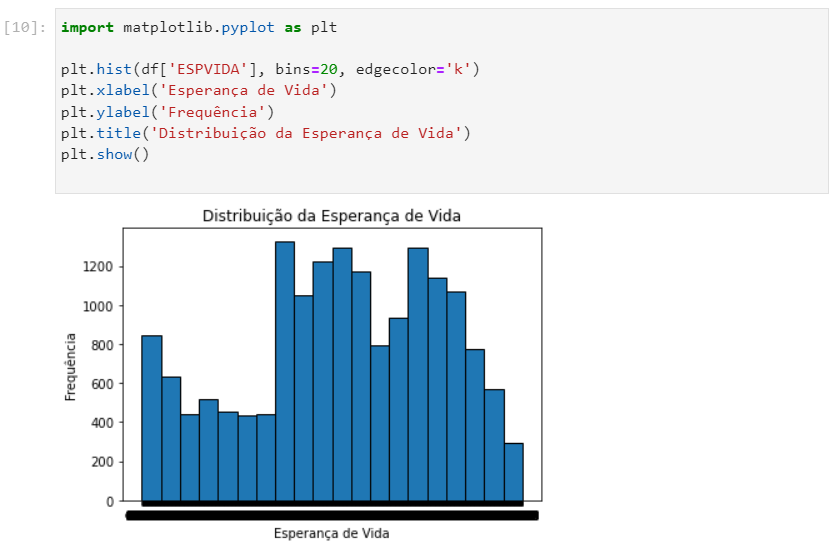 [10]: import matplotlib.pyplot as plt
plt.hist(df['ESPVIDA'], bins=20, edgecolor='k')
plt.xlabel('Esperança de Vida')
plt.ylabel('Frequência')
plt.title('Distribuição da Esperança de Vida')
plt.show()
Distribuição da Esperança de Vida
Frequência
1200
1000
800
600
400
200
0
Esperança de Vida